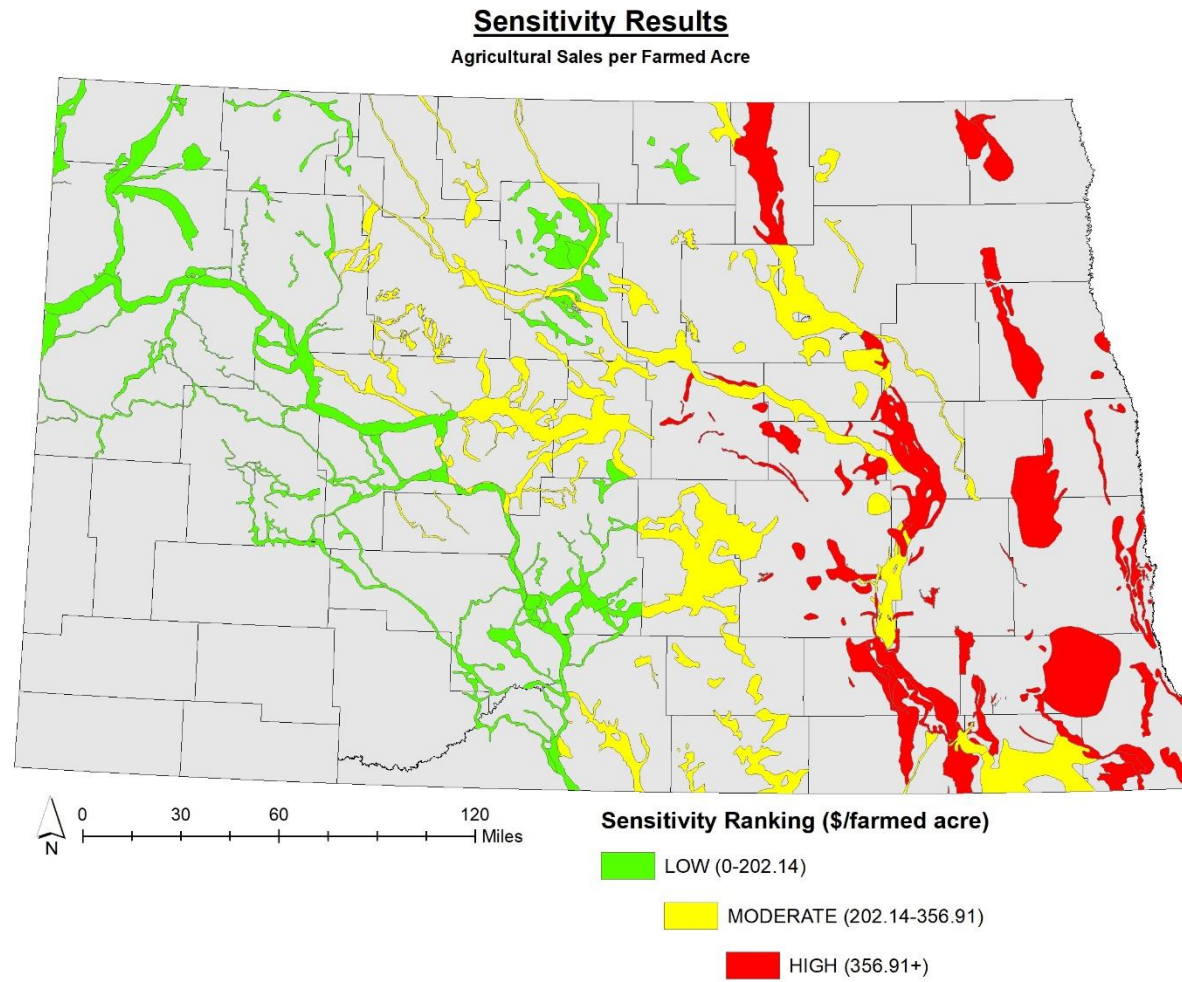 Sensitivity Results
Agricultural Sales per Farmed Acre
N
0 30 60 120
Miles
Sensitivity Ranking ($/farmed acre)
LOW (0-202.14)
MODERATE (202.14-356.91)
HIGH (356.91+)